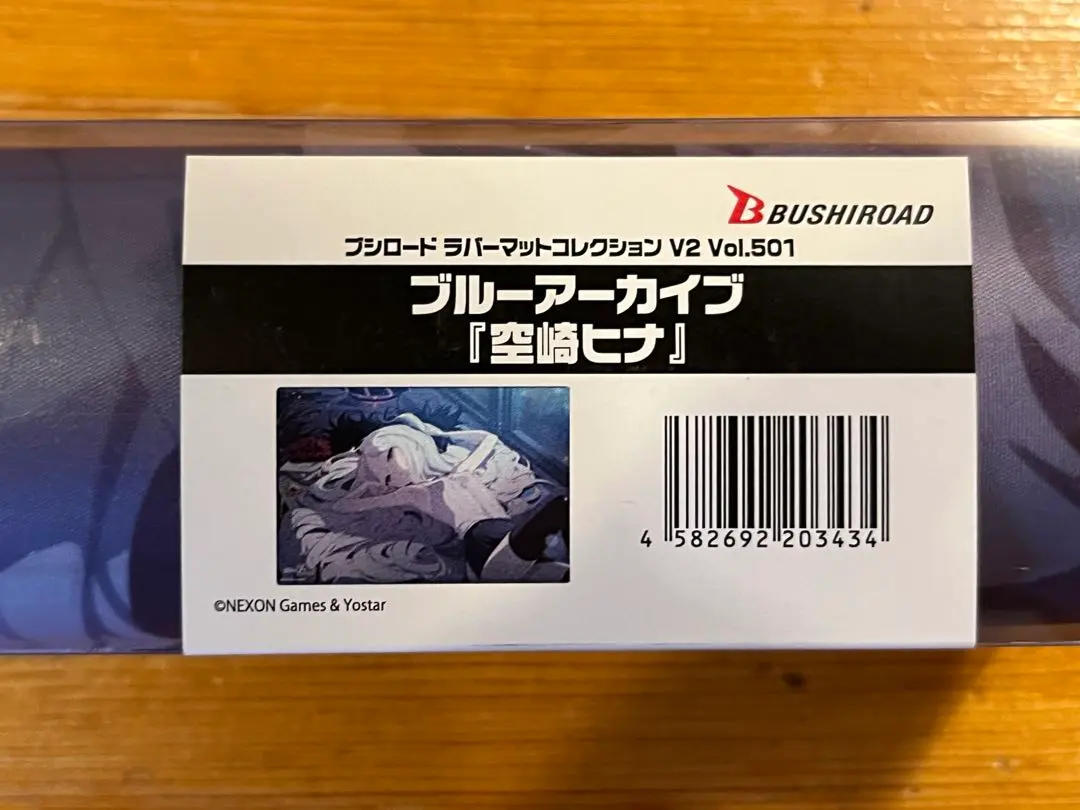 BUSHIROAD
ブシロード ラバーマットコレクション V2 Vol.501
ブルーアーカイブ
『空崎ヒナ』
4 582692 203434
©NEXON Games & Yostar